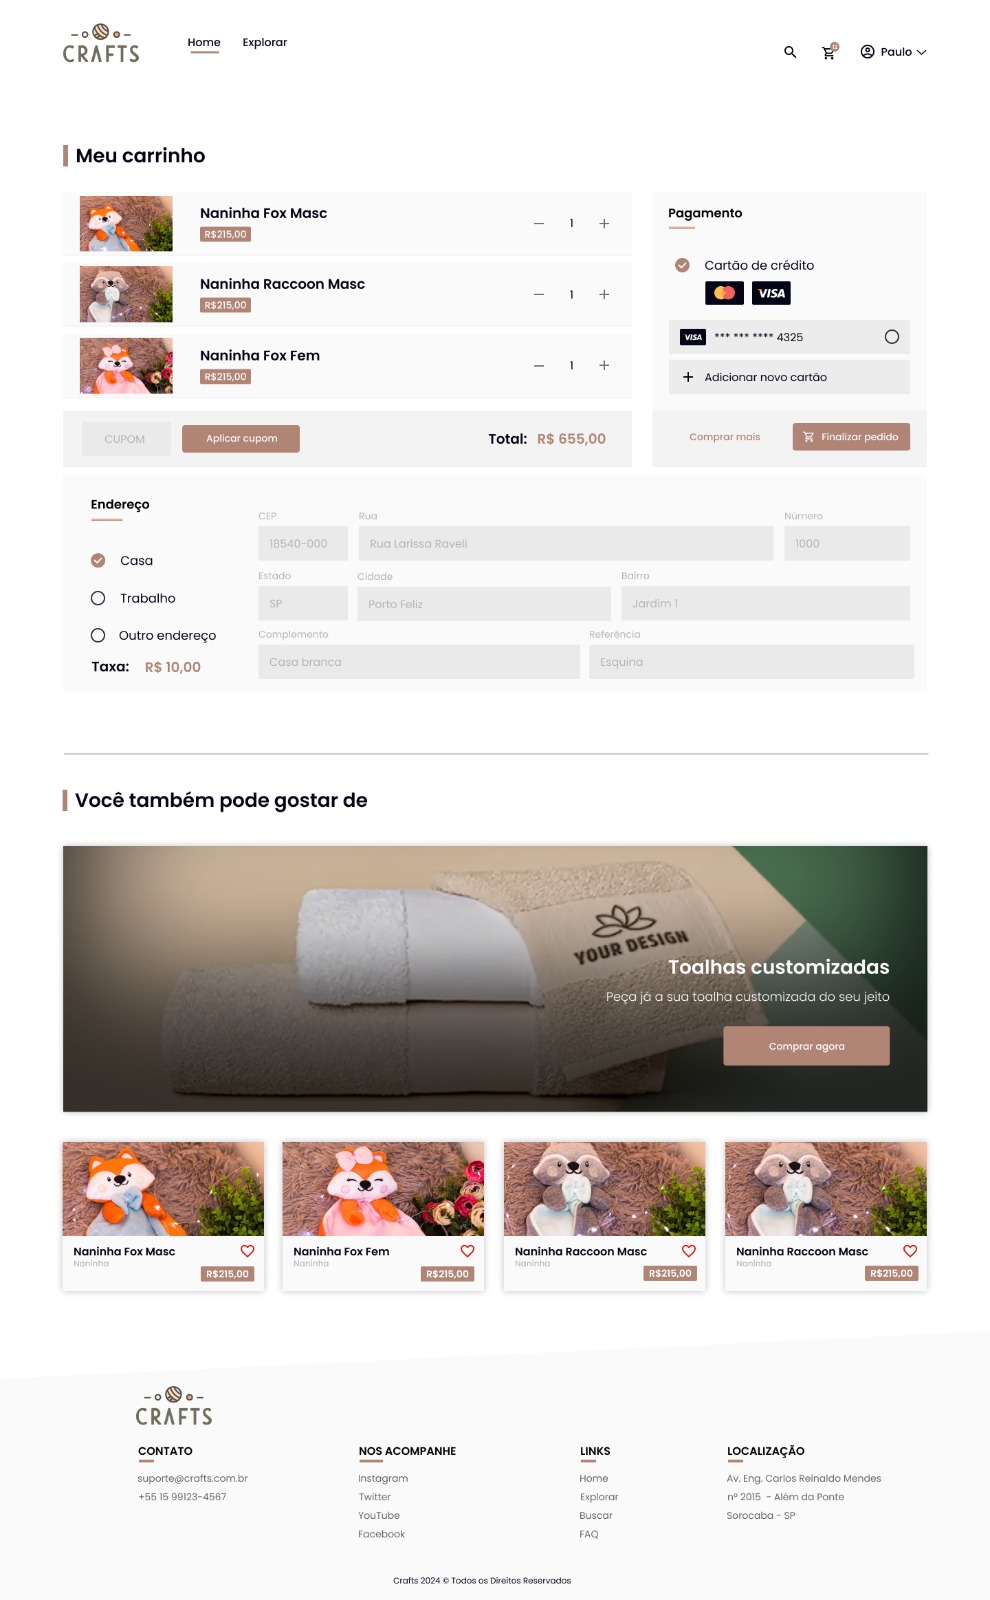 CRAFTS
Home
Explorar
Paulo
Meu carrinho
Naninha Fox Masc
R$215,00
1
Naninha Raccoon Masc
R$215,00
1
Naninha Fox Fem
R$215,00
1
CUPOM
Aplicar cupom
Total: R$ 655,00
Pagamento
Cartão de crédito
VISA
VISA *** *** **** 4325
Adicionar novo cartão
Comprar mais
Finalizar pedido
Endereço
Casa
Trabalho
Outro endereço
Taxa: R$ 10,00
CEP
Rua
Número
18540-000
Rua Larissa Raveli
1000
Estado
Cidade
Bairro
SP
Porto Feliz
Jardim 1
Complemento
Referência
Casa branca
Esquina
Você também pode gostar de
YOUR DESIGN
Toalhas customizadas
Peça já a sua toalha customizada do seu jeito
Comprar agora
Naninha Fox Masc
Naninha
R$215,00
Naninha Fox Fem
Naninha
R$215,00
Naninha Raccoon Masc
Naninha
R$215,00
Naninha Raccoon Masc
Naninha
R$215,00
CRAFTS
CONTATO
suporte@crafts.com.br
+55 15 99123-4567
NOS ACOMPANHE
Instagram
Twitter
YouTube
Facebook
LINKS
Home
Explorar
Buscar
FAQ
LOCALIZAÇÃO
Av. Eng. Carlos Reinaldo Mendes
nº 2015 - Além da Ponte
Sorocaba - SP
Crafts 2024 © Todos os Direitos Reservados